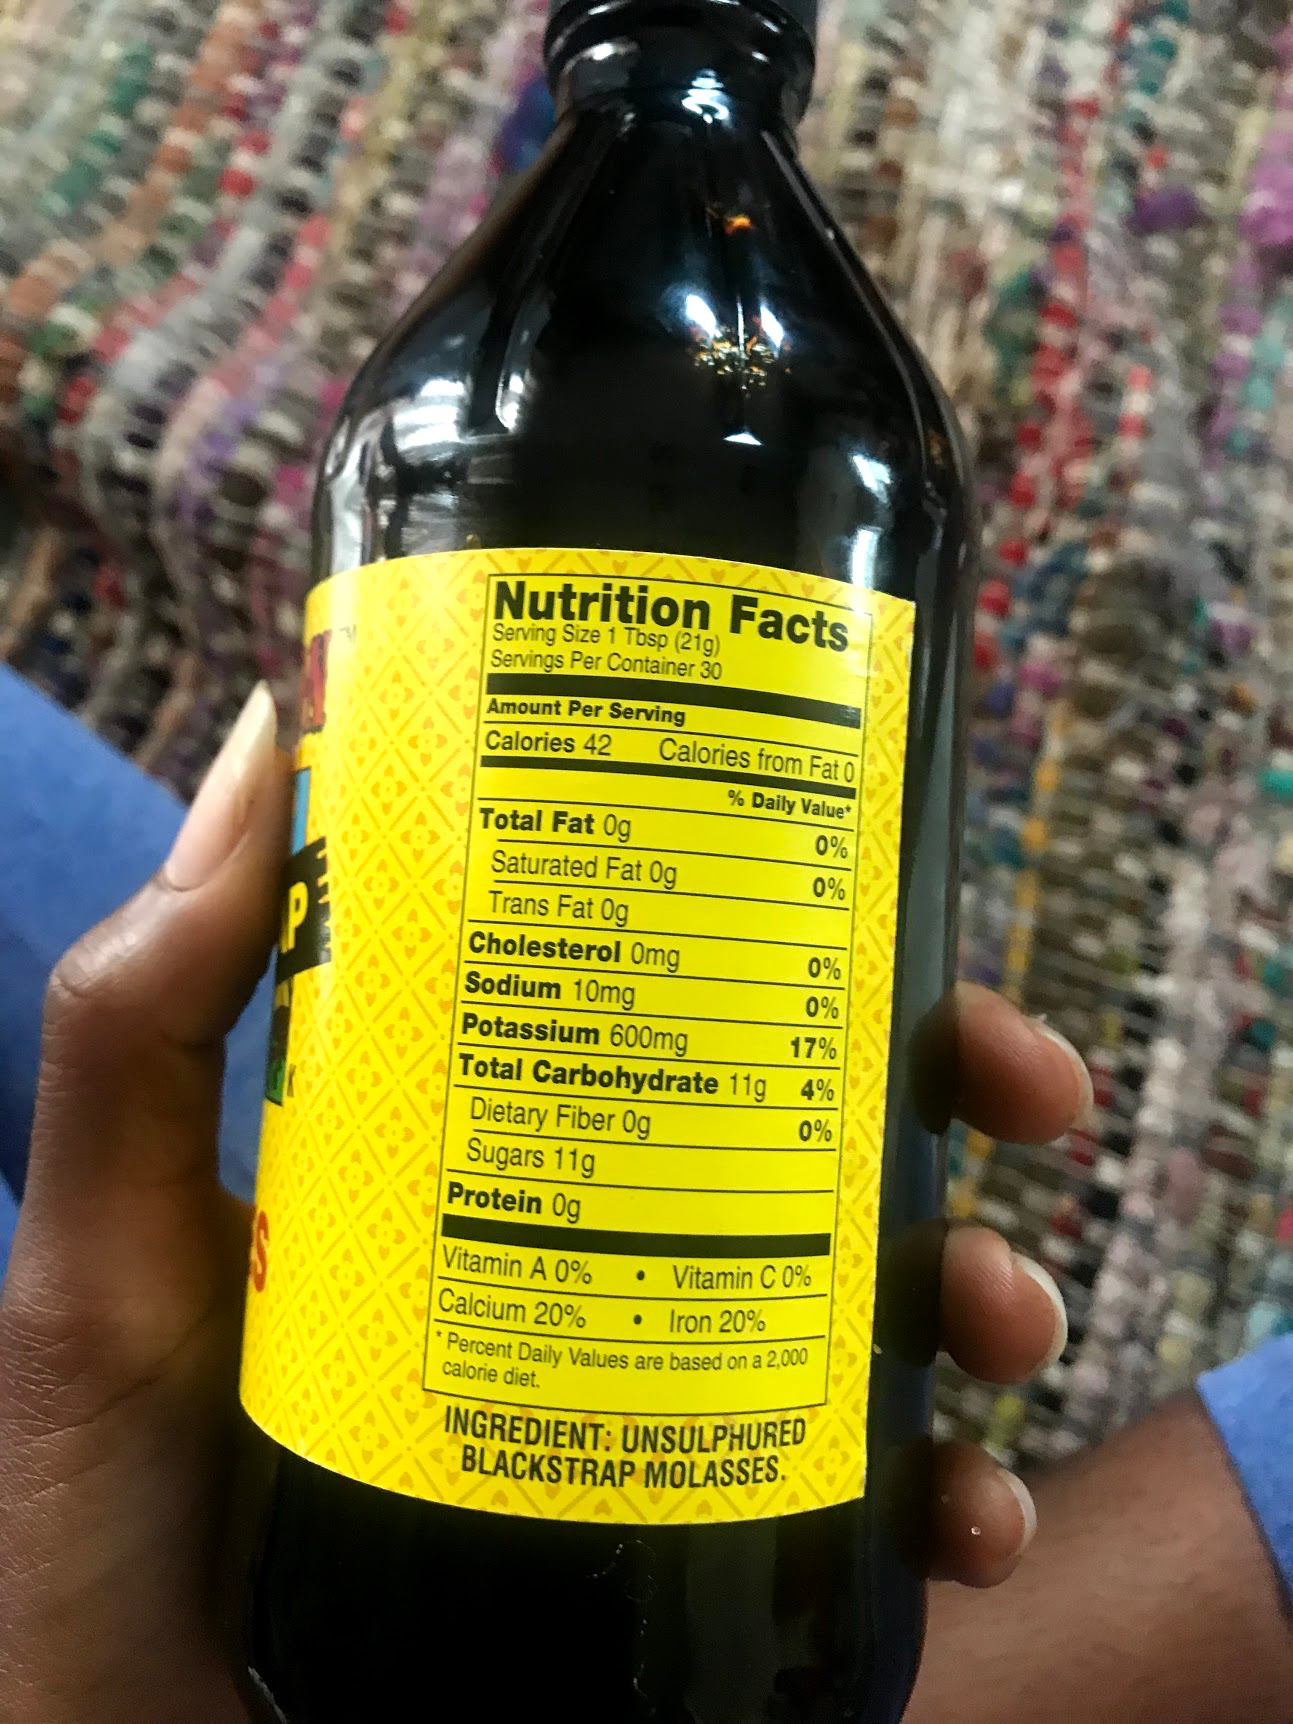 ™
P
K
S
Nutrition Facts
Serving Size 1 Tbsp (21g)
Servings Per Container 30
Amount Per Serving
Calories 42 Calories from Fat 0
% Daily Value*
Total Fat 0g 0%
Saturated Fat 0g 0%
Trans Fat 0g
Cholesterol 0mg 0%
Sodium 10mg 0%
Potassium 600mg 17%
Total Carbohydrate 11g 4%
Dietary Fiber 0g 0%
Sugars 11g
Protein 0g
Vitamin A 0% • Vitamin C 0%
Calcium 20% • Iron 20%
* Percent Daily Values are based on a 2,000
calorie diet.
INGREDIENT: UNSULPHURED
BLACKSTRAP MOLASSES.